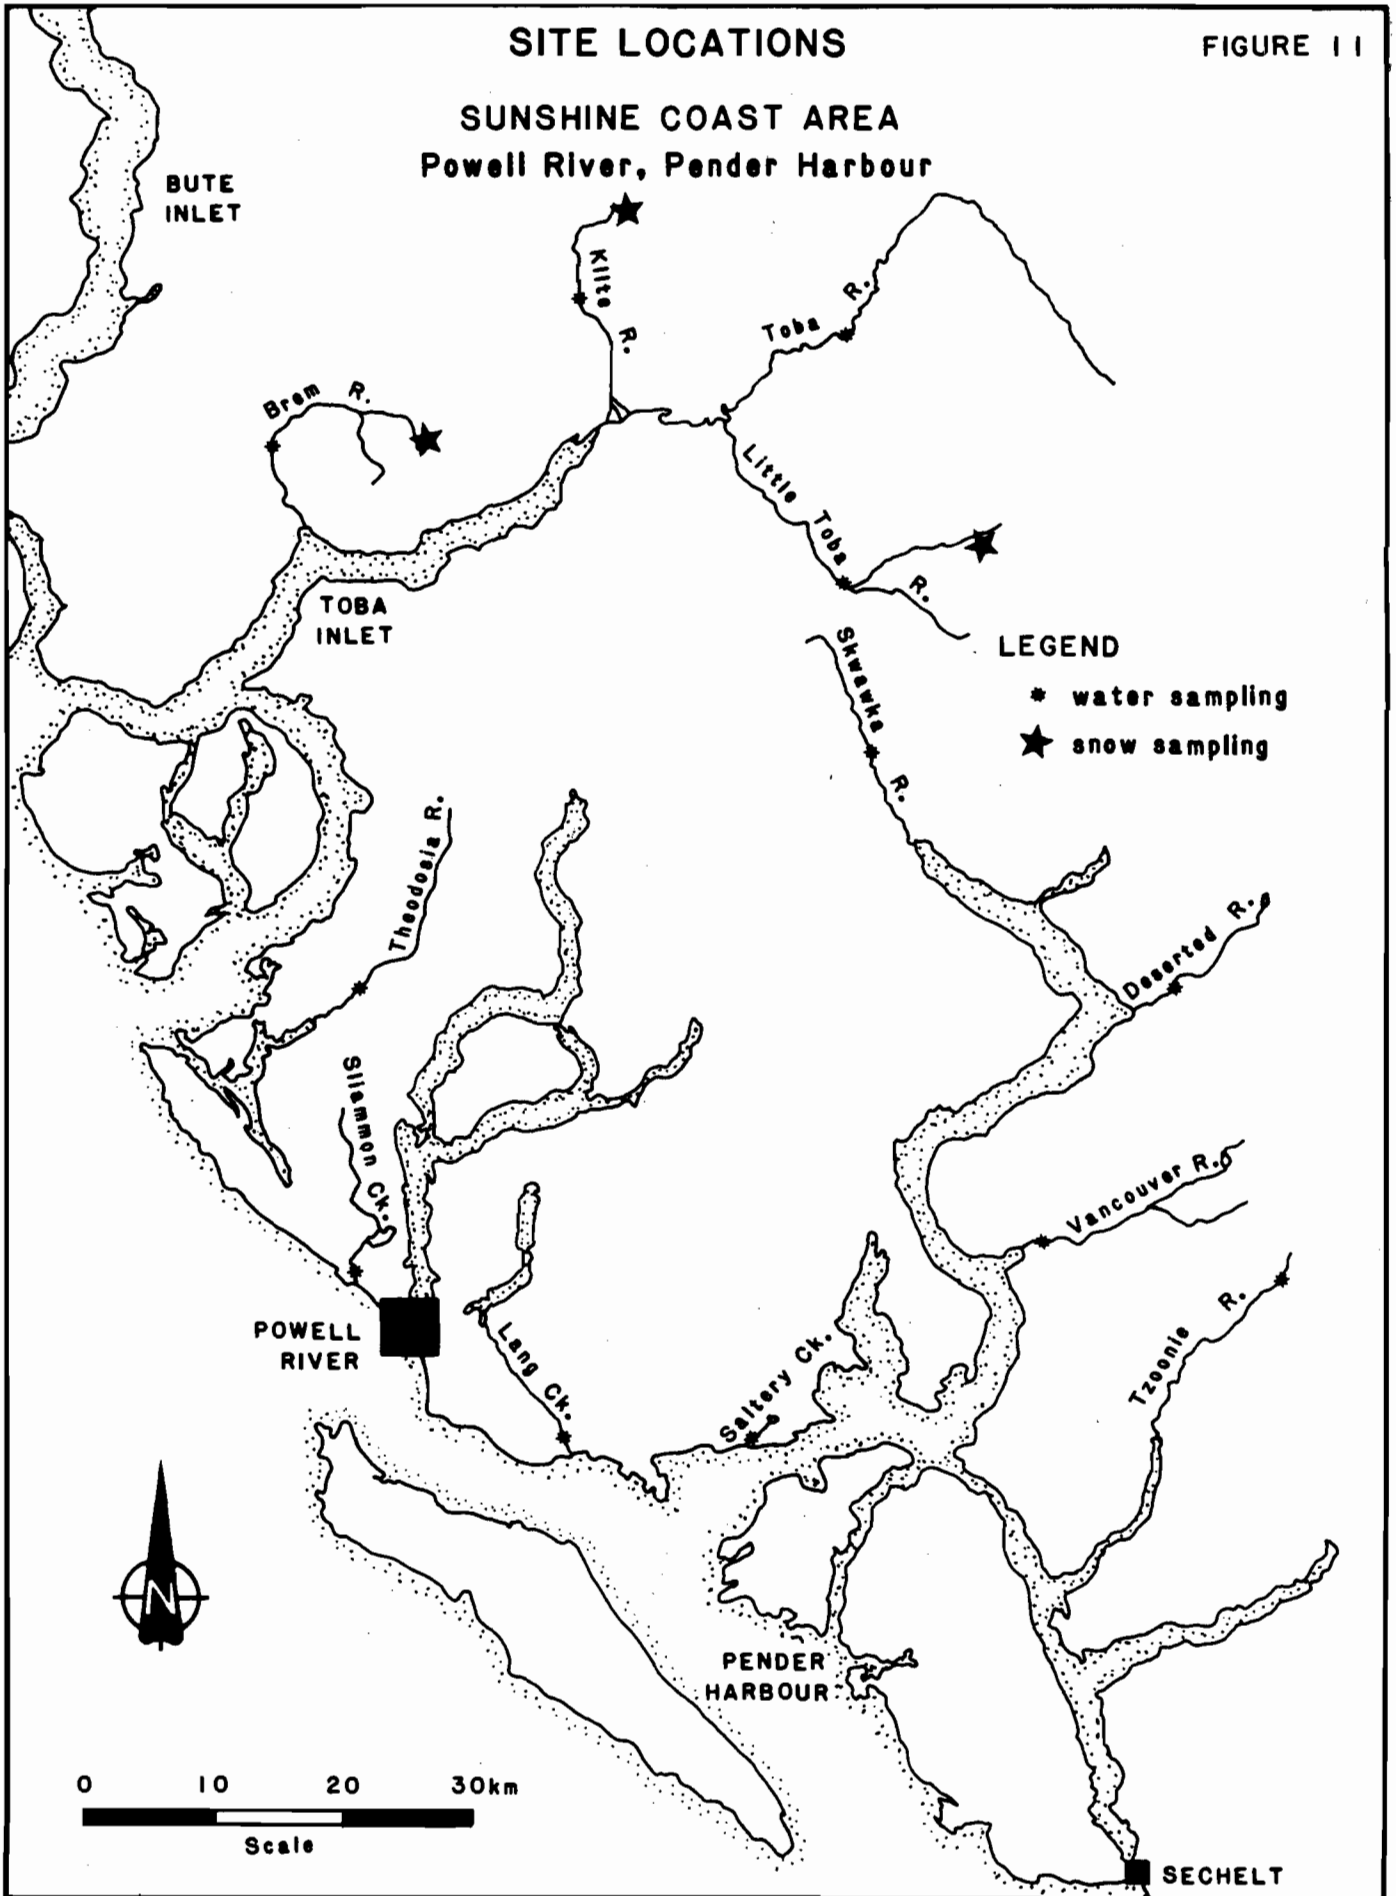 SITE LOCATIONS
FIGURE 11
SUNSHINE COAST AREA
Powell River, Pender Harbour
BUTE
INLET
Klite R.
Toba R.
Brem R.
Little Toba R.
TOBA
INLET
LEGEND
water sampling
snow sampling
Skwawka R.
Theodosia R.
Deserted R.
Sliammon Ck.
Vancouver R.
POWELL
RIVER
Lang Ck.
Saltery Ck.
Tzoonie R.
N
PENDER
HARBOUR
0 10 20 30km
Scale
SECHELT